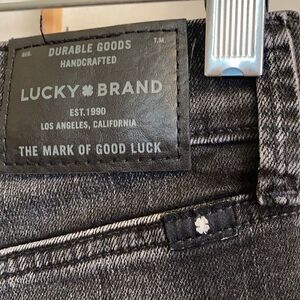 DURABLE GOODS
T.M.
HANDCRAFTED
LUCKY BRAND
EST.1990
LOS ANGELES, CALIFORNIA
THE MARK OF GOOD LUCK